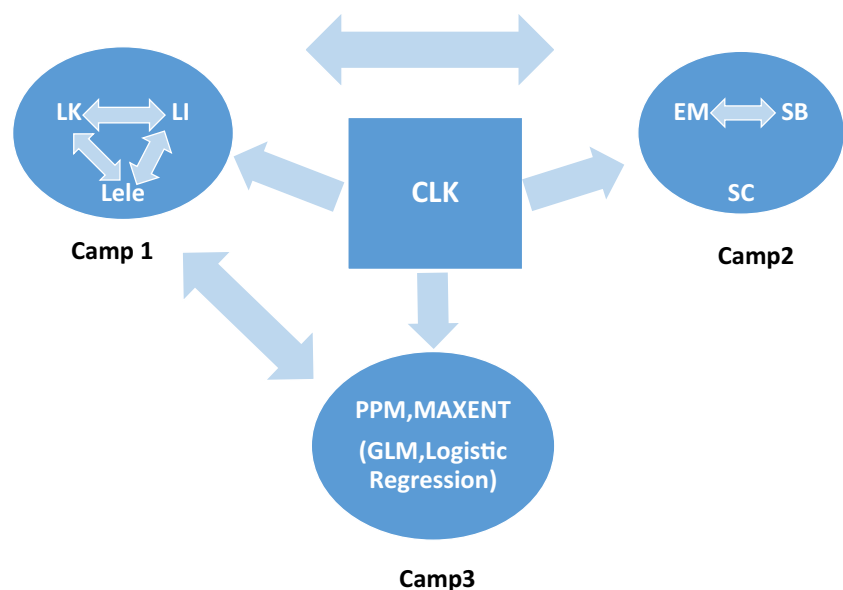 LK
LI
Lele
Camp 1
CLK
EM
SB
SC
Camp2
PPM,MAXENT
(GLM,Logistic
Regression)
Camp3